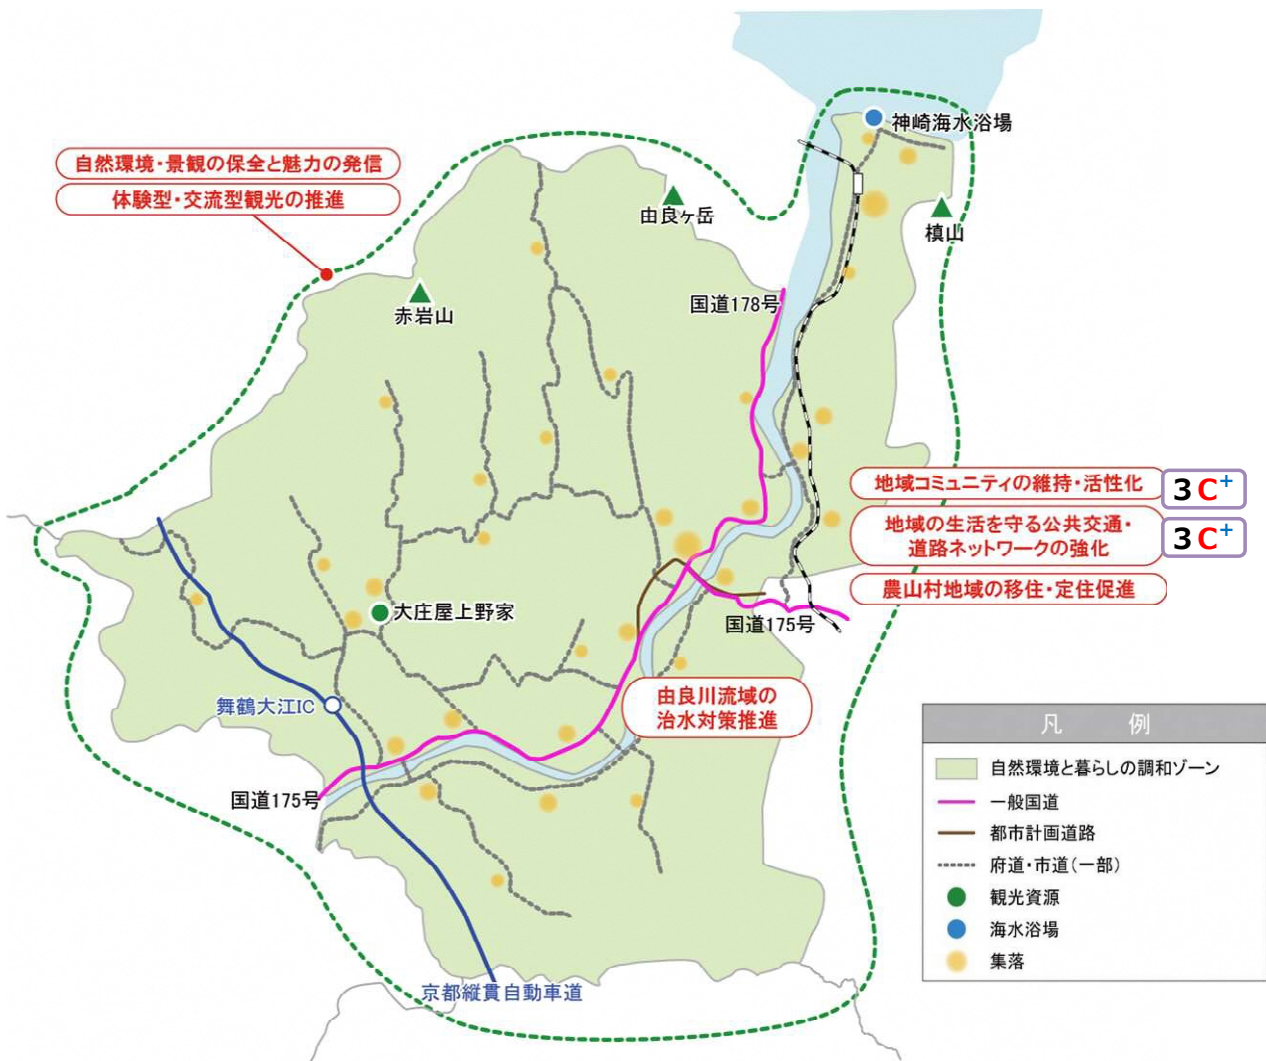 神崎海水浴場
自然環境・景観の保全と魅力の発信
体験型・交流型観光の推進
由良ヶ岳
槙山
国道178号
赤岩山
地域コミュニティの維持・活性化
3 C+
地域の生活を守る公共交通・
道路ネットワークの強化
3 C+
農山村地域の移住・定住促進
大庄屋上野家
国道175号
由良川流域の
治水対策推進
舞鶴大江IC
国道175号
京都縦貫自動車道
凡 例
自然環境と暮らしの調和ゾーン
一般国道
都市計画道路
府道・市道(一部)
観光資源
海水浴場
集落